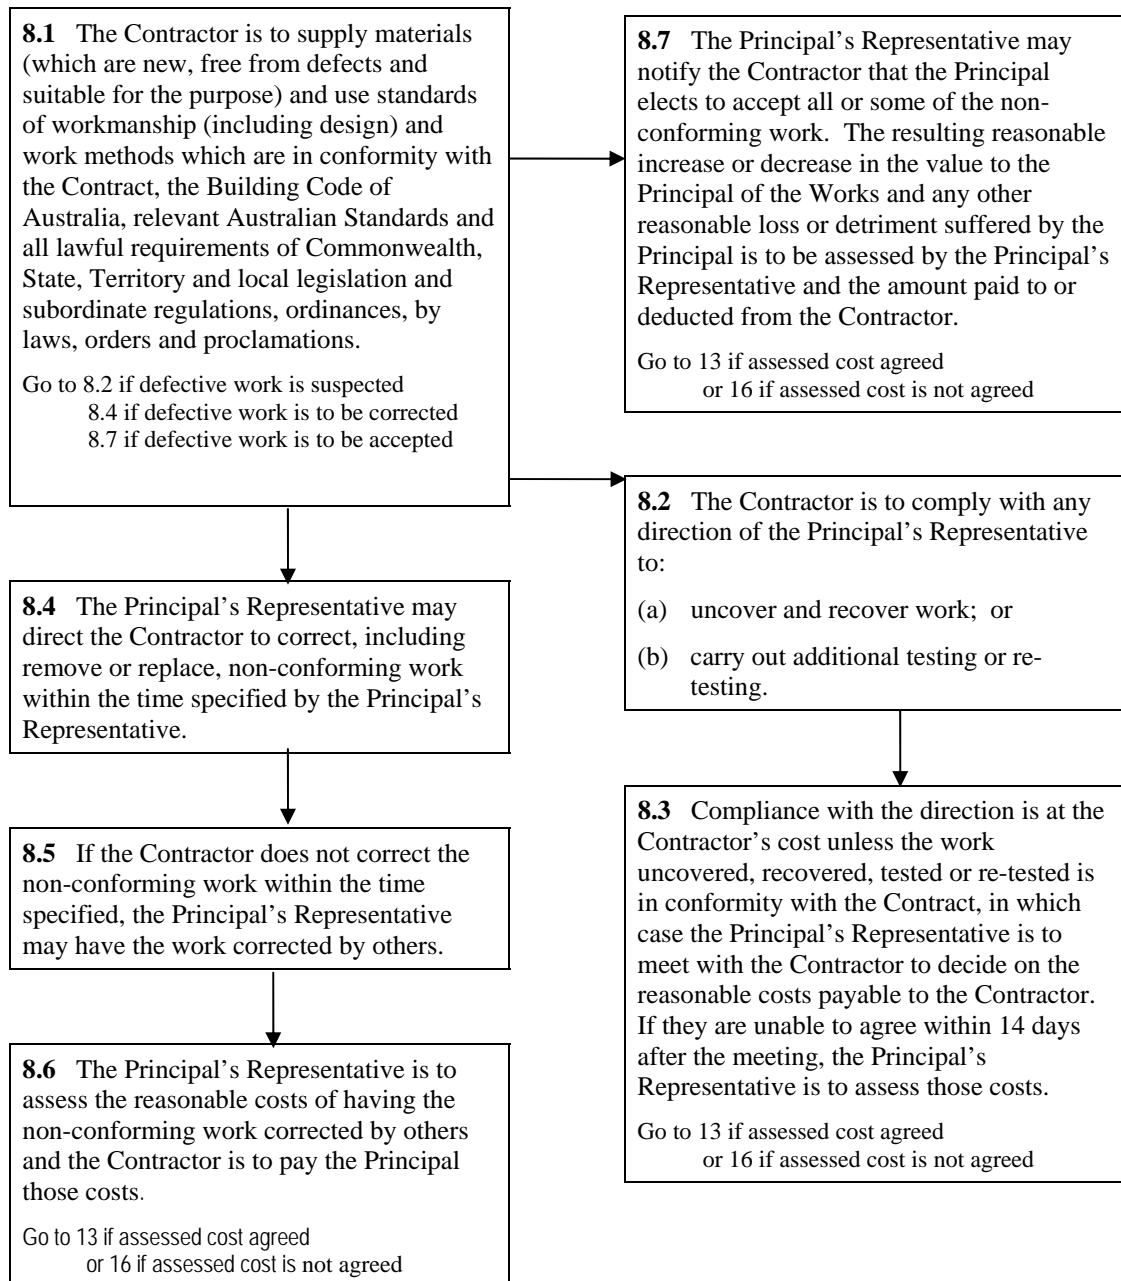 8.1 The Contractor is to supply materials
(which are new, free from defects and
suitable for the purpose) and use standards
of workmanship (including design) and
work methods which are in conformity with
the Contract, the Building Code of
Australia, relevant Australian Standards and
all lawful requirements of Commonwealth,
State, Territory and local legislation and
subordinate regulations, ordinances, by
laws, orders and proclamations.
Go to 8.2 if defective work is suspected
8.4 if defective work is to be corrected
8.7 if defective work is to be accepted
8.4 The Principal’s Representative may
direct the Contractor to correct, including
remove or replace, non-conforming work
within the time specified by the Principal’s
Representative.
8.5 If the Contractor does not correct the
non-conforming work within the time
specified, the Principal’s Representative
may have the work corrected by others.
8.6 The Principal’s Representative is to
assess the reasonable costs of having the
non-conforming work corrected by others
and the Contractor is to pay the Principal
those costs.
Go to 13 if assessed cost agreed
or 16 if assessed cost is not agreed
8.7 The Principal’s Representative may
notify the Contractor that the Principal
elects to accept all or some of the non-
conforming work. The resulting reasonable
increase or decrease in the value to the
Principal of the Works and any other
reasonable loss or detriment suffered by the
Principal is to be assessed by the Principal’s
Representative and the amount paid to or
deducted from the Contractor.
Go to 13 if assessed cost agreed
or 16 if assessed cost is not agreed
8.2 The Contractor is to comply with any
direction of the Principal’s Representative
to:
(a) uncover and recover work; or
(b) carry out additional testing or re-
testing.
8.3 Compliance with the direction is at the
Contractor’s cost unless the work
uncovered, recovered, tested or re-tested is
in conformity with the Contract, in which
case the Principal’s Representative is to
meet with the Contractor to decide on the
reasonable costs payable to the Contractor.
If they are unable to agree within 14 days
after the meeting, the Principal’s
Representative is to assess those costs.
Go to 13 if assessed cost agreed
or 16 if assessed cost is not agreed